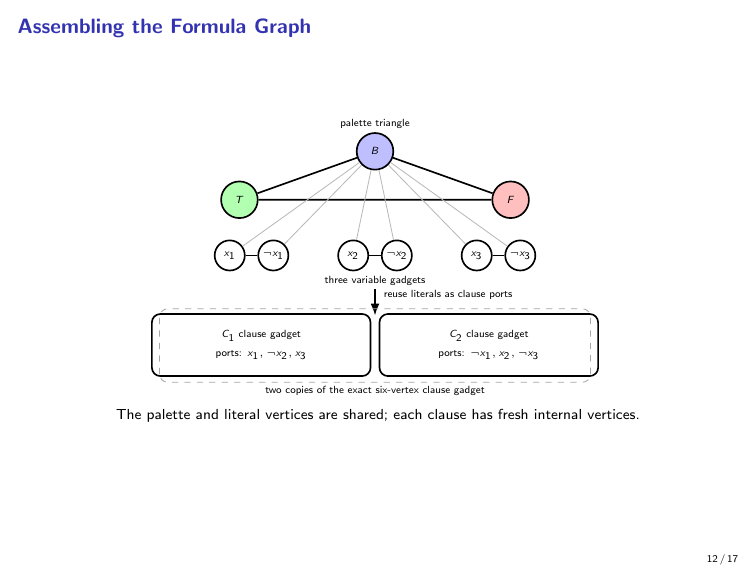 Assembling the Formula Graph
palette triangle
B
T
F
x1
¬x1
x2
¬x2
x3
¬x3
three variable gadgets
reuse literals as clause ports
C1 clause gadget
ports: x1, ¬x2, x3
C2 clause gadget
ports: ¬x1, x2, ¬x3
two copies of the exact six-vertex clause gadget
The palette and literal vertices are shared; each clause has fresh internal vertices.
12 / 17